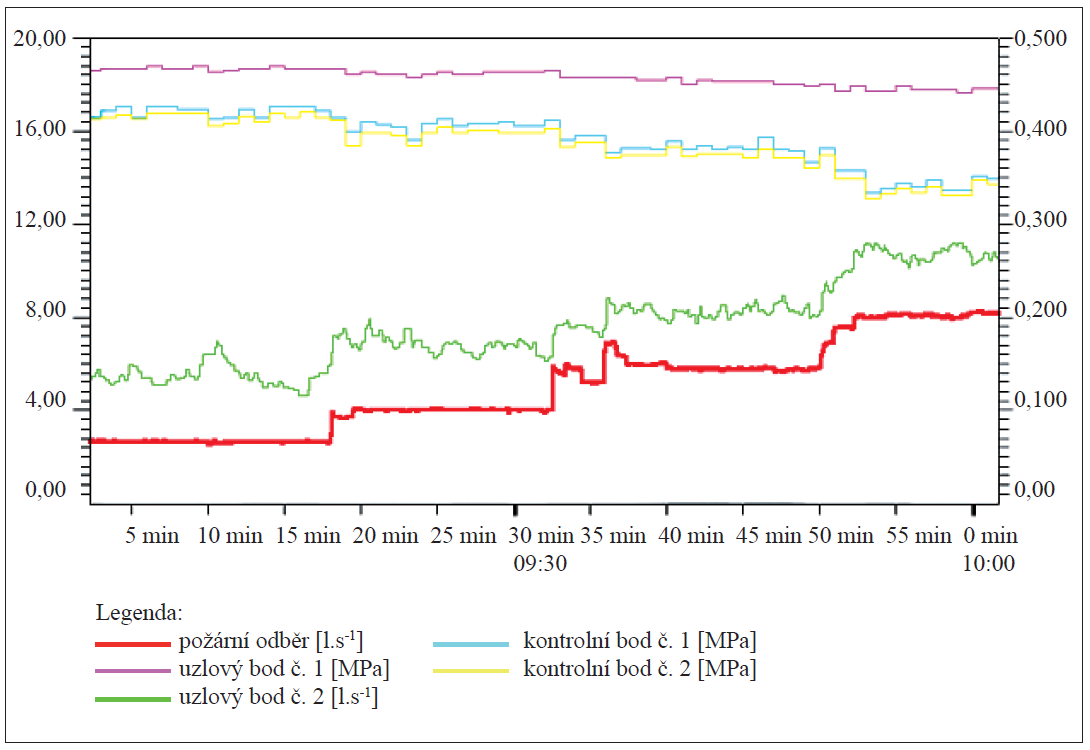 20,00 0,500
16,00 0,400
12,00 0,300
8,00 0,200
4,00 0,100
0,00 0,00
5 min 10 min 15 min 20 min 25 min 30 min 35 min 40 min 45 min 50 min 55 min 0 min
09:30 10:00
Legenda:
požární odběr [l.s⁻¹] kontrolní bod č. 1 [MPa]
uzlový bod č. 1 [MPa] kontrolní bod č. 2 [MPa]
uzlový bod č. 2 [l.s⁻¹]